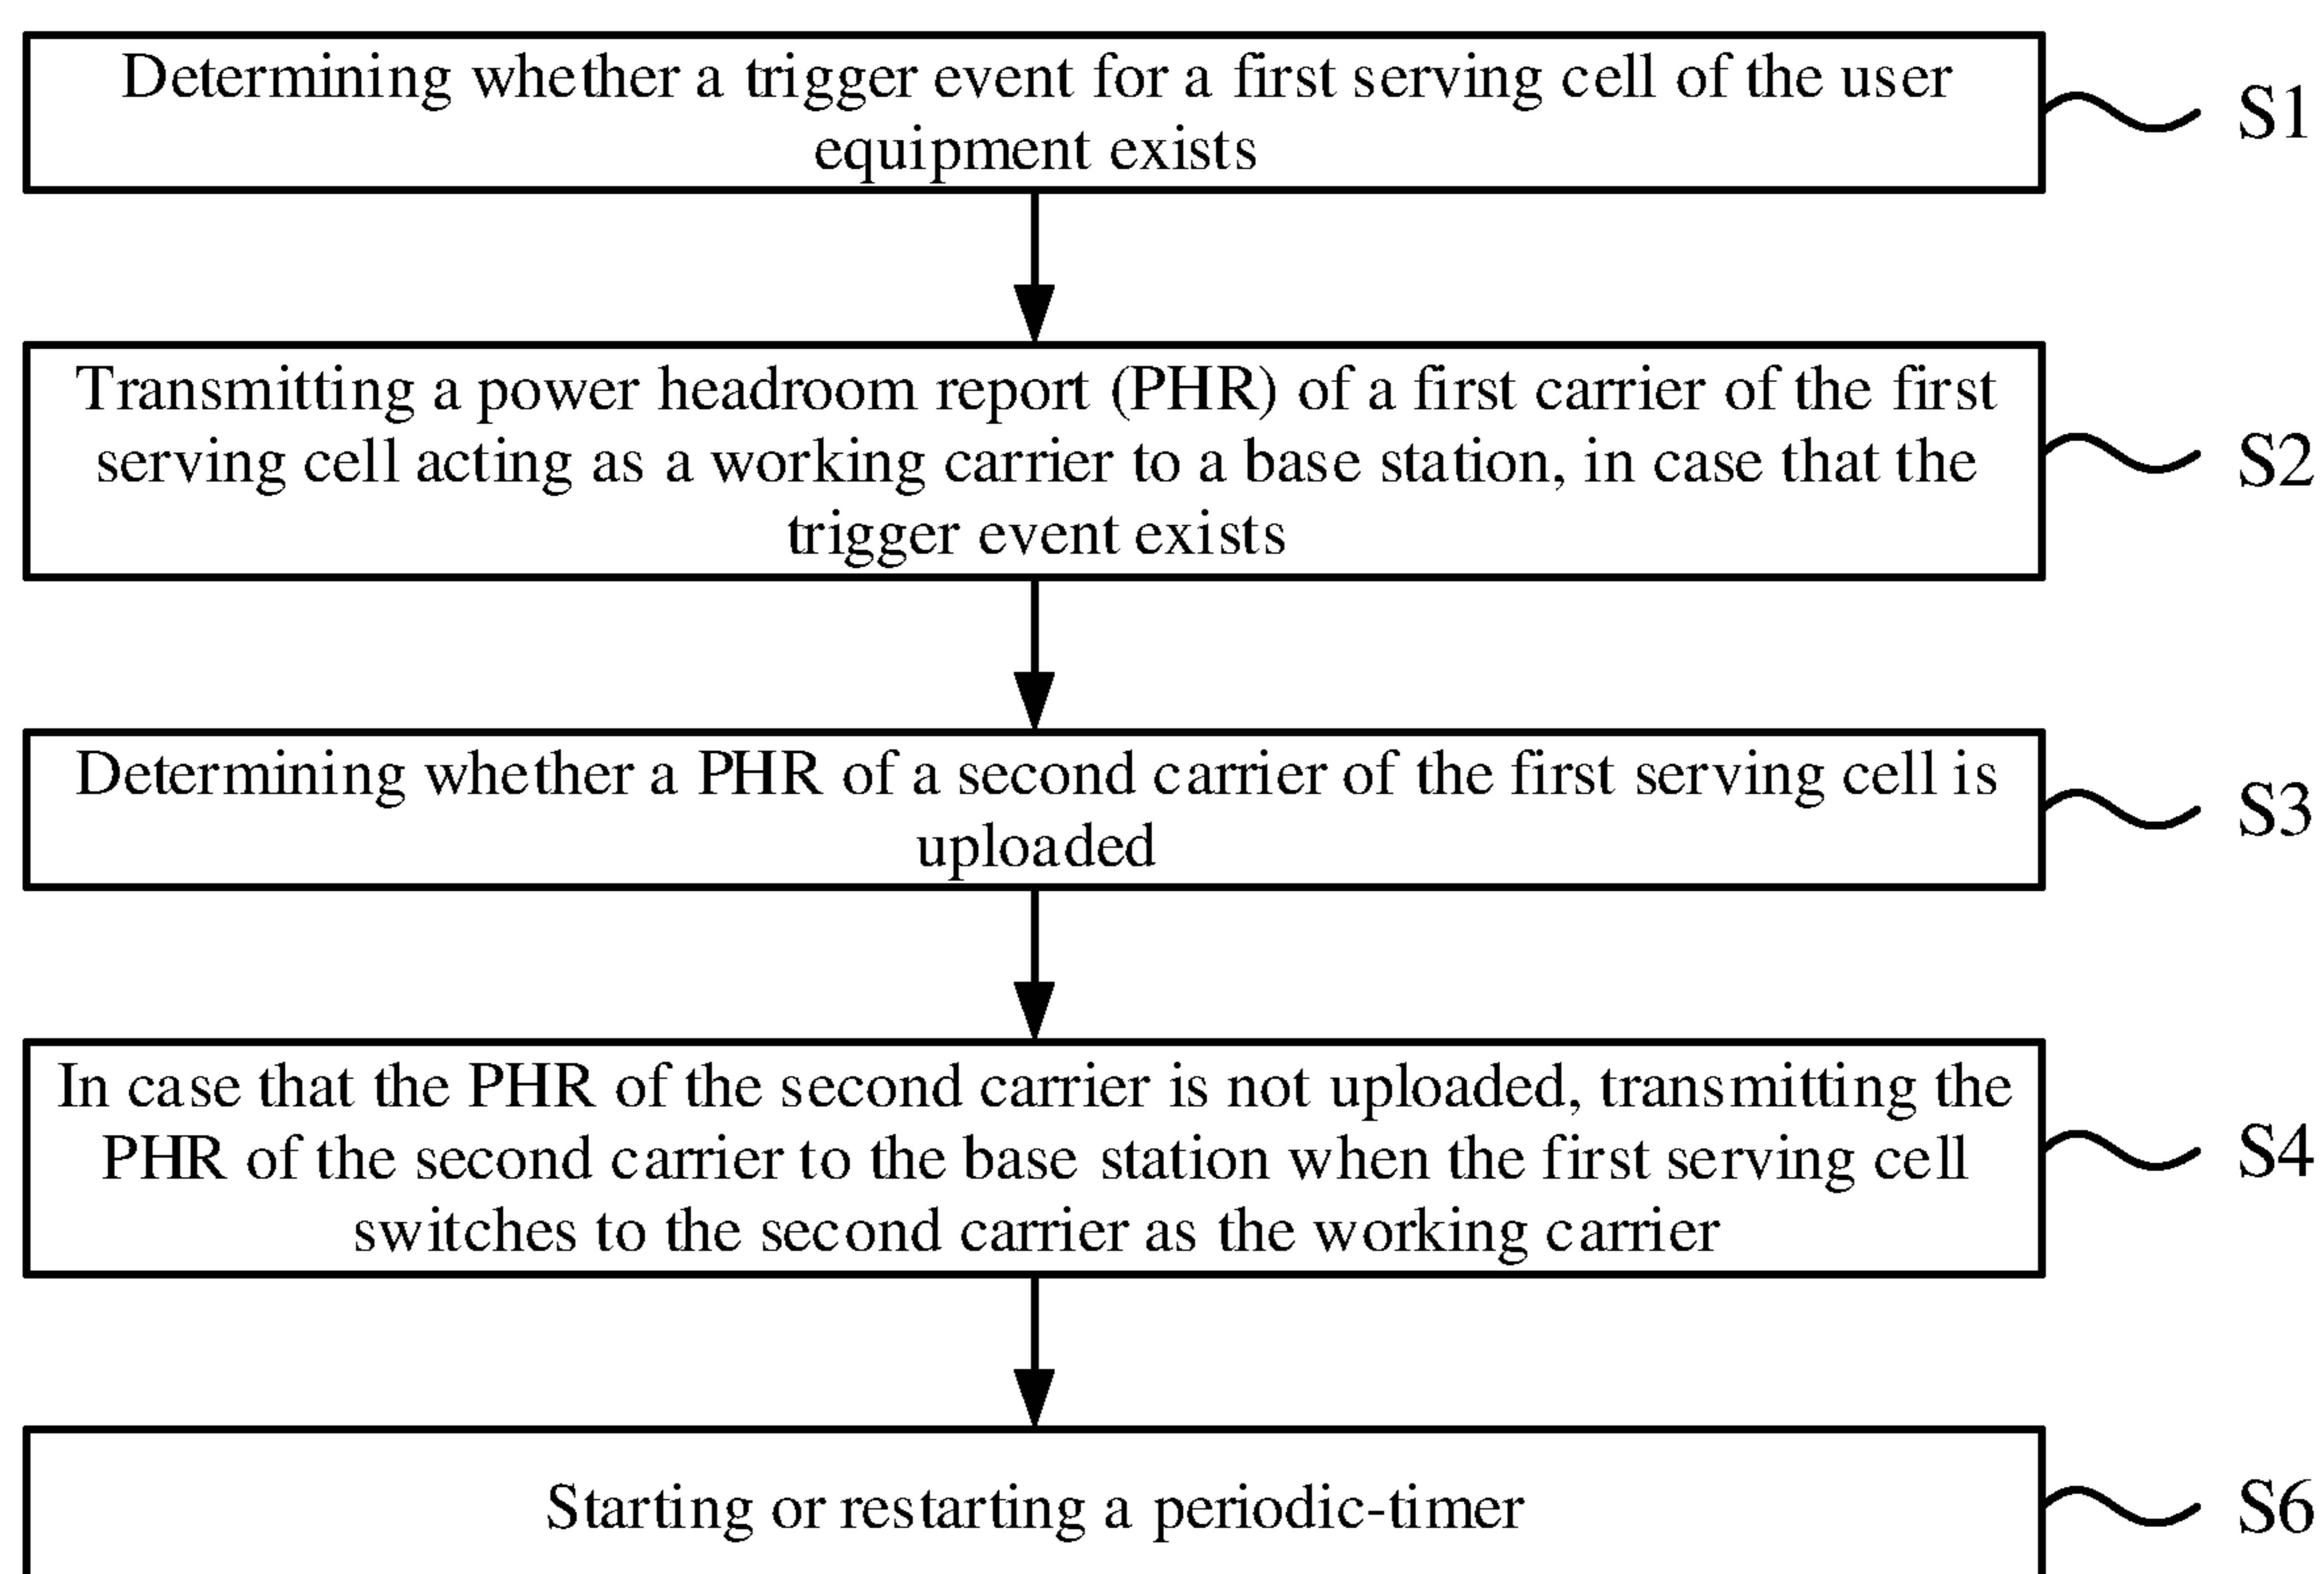 Determining whether a trigger event for a first serving cell of the user
equipment exists
S1
Transmitting a power headroom report (PHR) of a first carrier of the first
serving cell acting as a working carrier to a base station, in case that the
trigger event exists
S2
Determining whether a PHR of a second carrier of the first serving cell is
uploaded
S3
In case that the PHR of the second carrier is not uploaded, transmitting the
PHR of the second carrier to the base station when the first serving cell
switches to the second carrier as the working carrier
S4
Starting or restarting a periodic-timer
S6